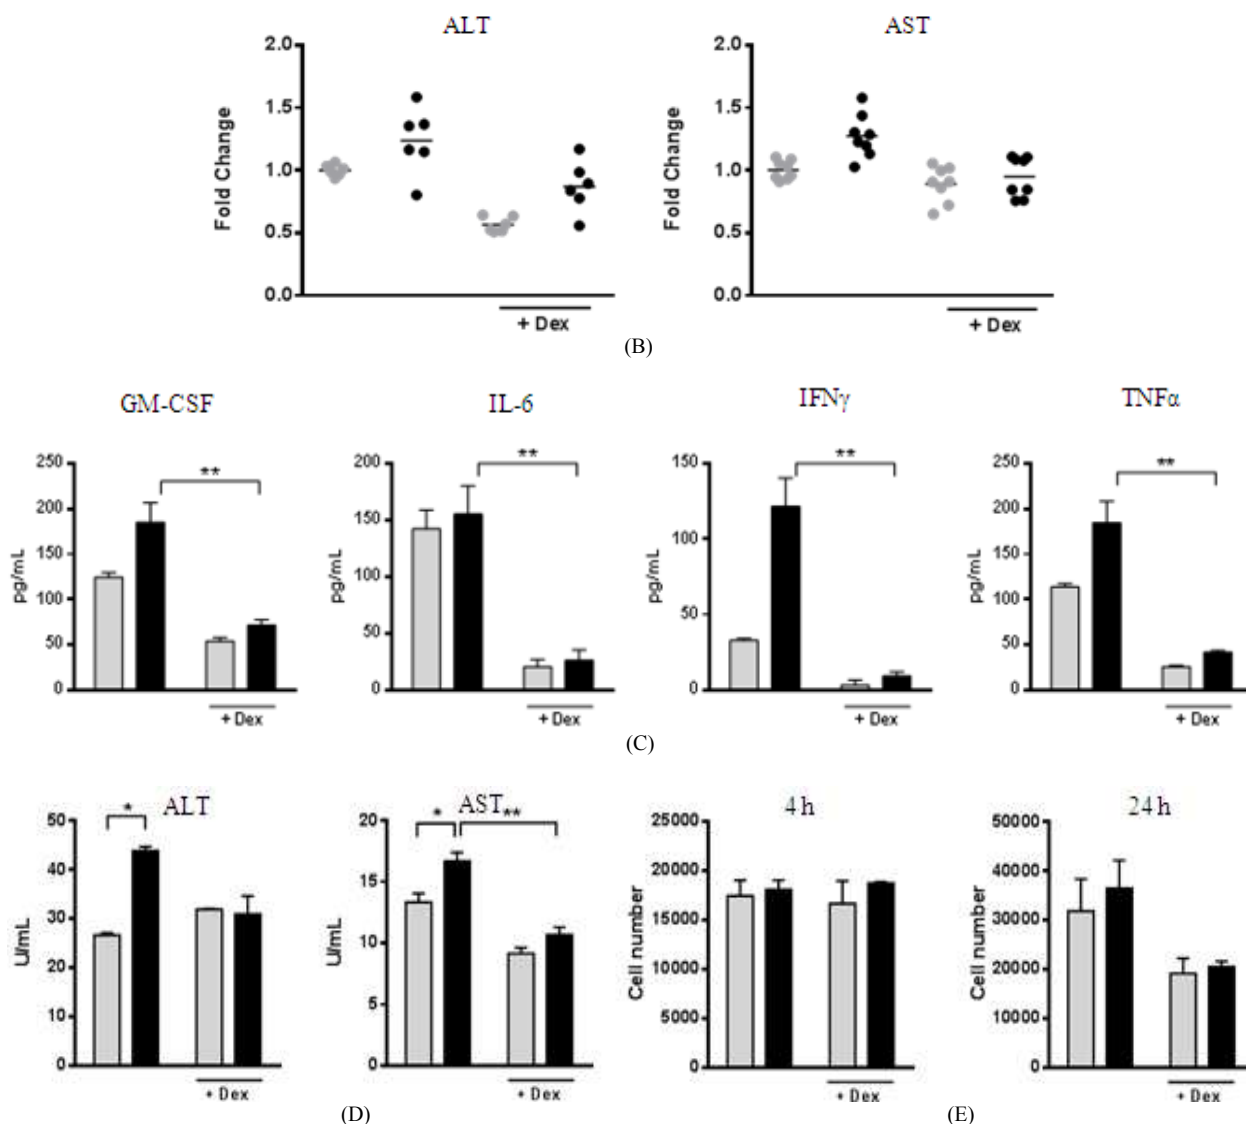 ALT
AST
2.0
1.5
1.0
0.5
0.0
Fold Change
+ Dex
2.0
1.5
1.0
0.5
0.0
Fold Change
+ Dex
(B)
GM-CSF
IL-6
IFNγ
TNFα
250
200
150
100
50
0
pg/mL
**
+ Dex
200
150
100
50
0
pg/mL
**
+ Dex
150
100
50
0
pg/mL
**
+ Dex
250
200
150
100
50
0
pg/mL
**
+ Dex
(C)
ALT
AST
4 h
24 h
50
40
30
20
10
0
U/mL
*
+ Dex
20
15
10
5
0
U/mL
*
**
+ Dex
25000
20000
15000
10000
5000
0
Cell number
+ Dex
50000
40000
30000
20000
10000
0
Cell number
+ Dex
(D)
(E)